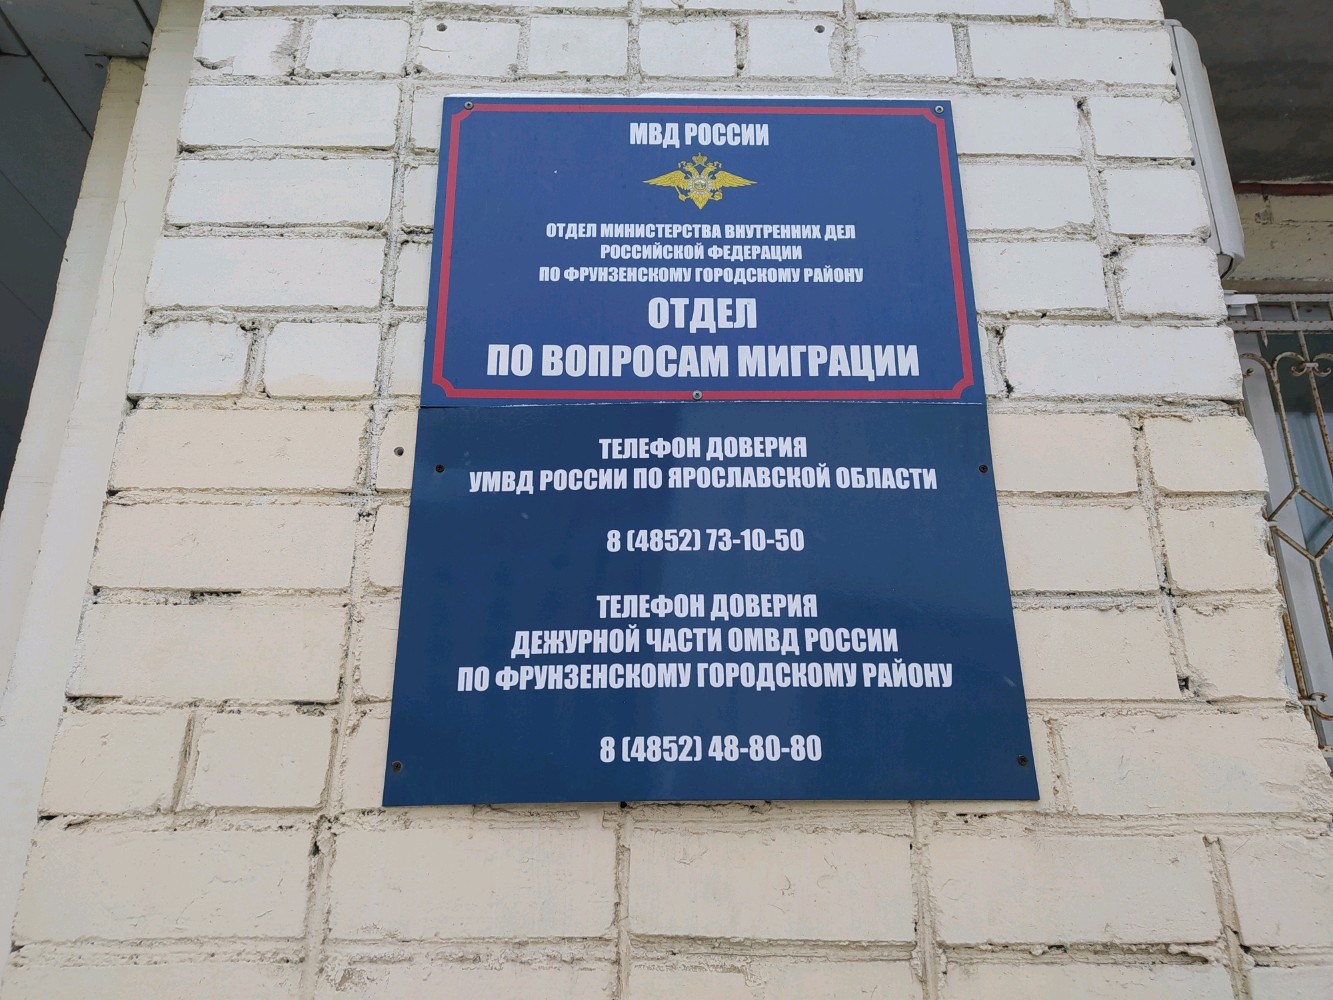 МВД РОССИИ
ОТДЕЛ МИНИСТЕРСТВА ВНУТРЕННИХ ДЕЛ
РОССИЙСКОЙ ФЕДЕРАЦИИ
ПО ФРУНЗЕНСКОМУ ГОРОДСКОМУ РАЙОНУ
ОТДЕЛ
ПО ВОПРОСАМ МИГРАЦИИ
ТЕЛЕФОН ДОВЕРИЯ
УМВД РОССИИ ПО ЯРОСЛАВСКОЙ ОБЛАСТИ
8 (4852) 73-10-50
ТЕЛЕФОН ДОВЕРИЯ
ДЕЖУРНОЙ ЧАСТИ ОМВД РОССИИ
ПО ФРУНЗЕНСКОМУ ГОРОДСКОМУ РАЙОНУ
8 (4852) 48-80-80